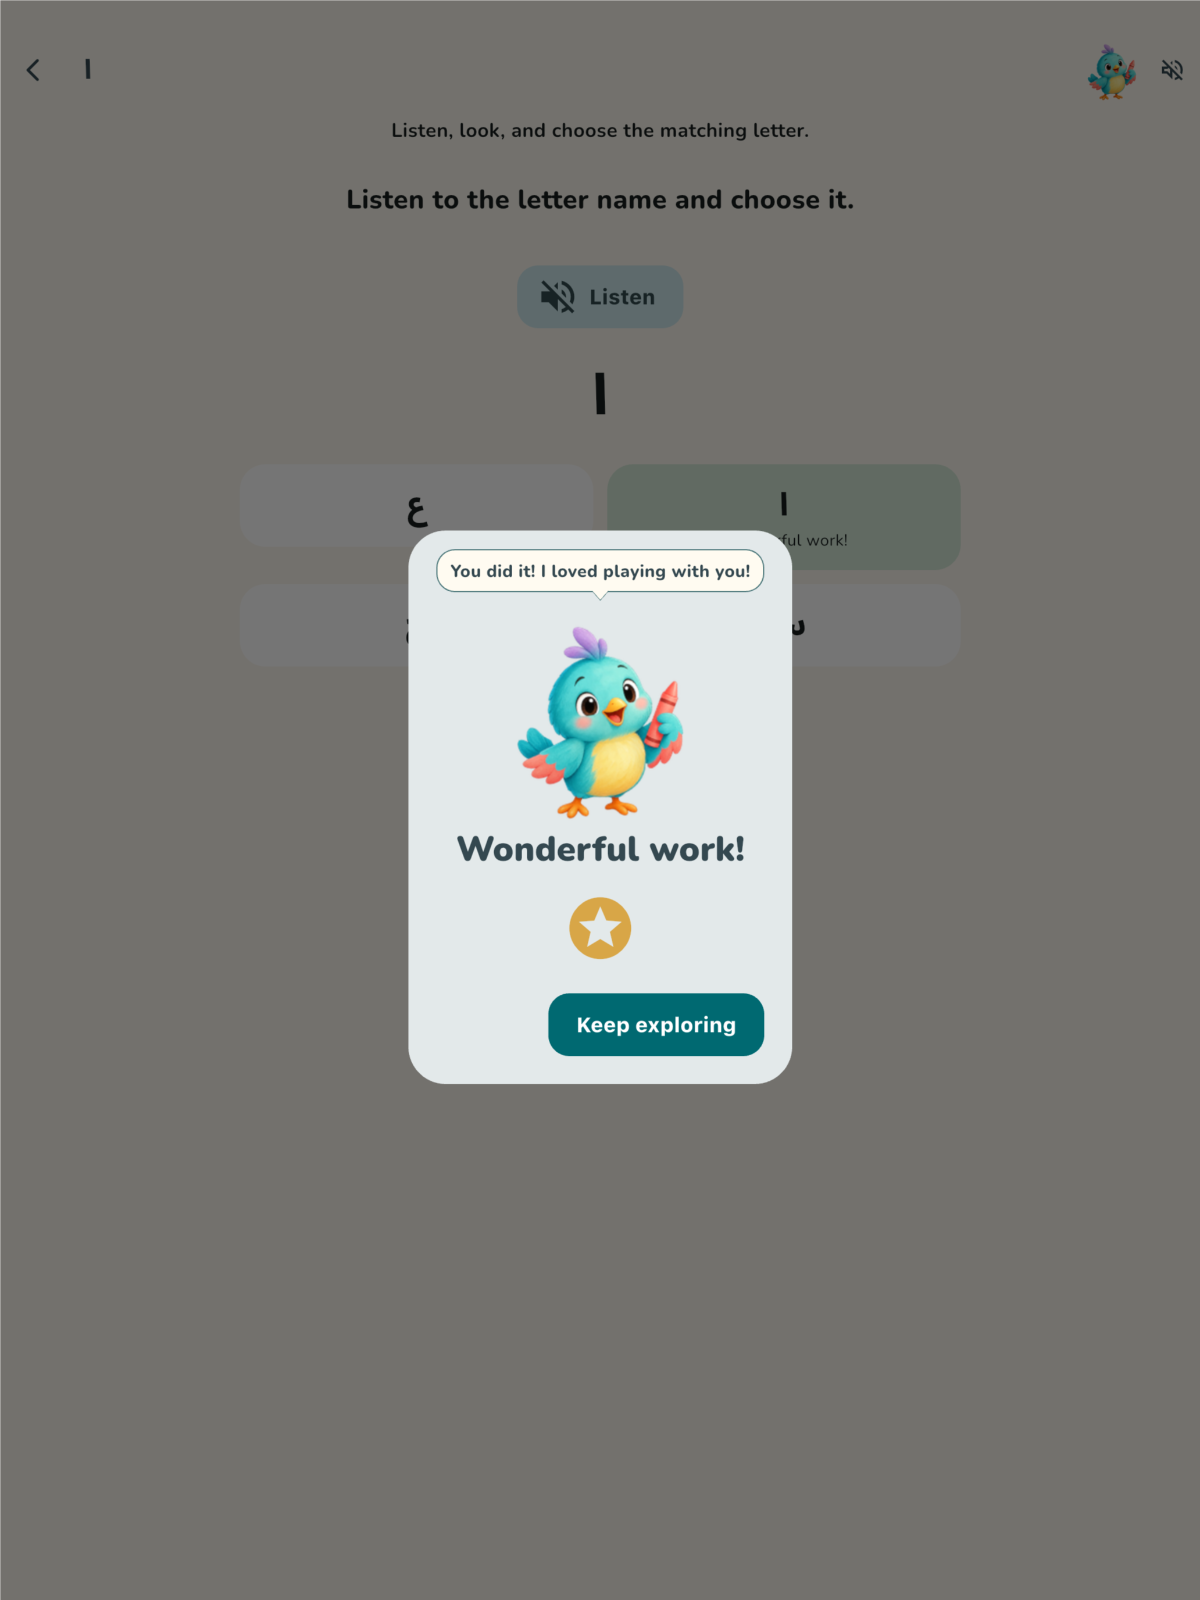 ا
Listen, look, and choose the matching letter.
Listen to the letter name and choose it.
Listen
ا
ع
ا
work!
You did it! I loved playing with you!
Wonderful work!
Keep exploring